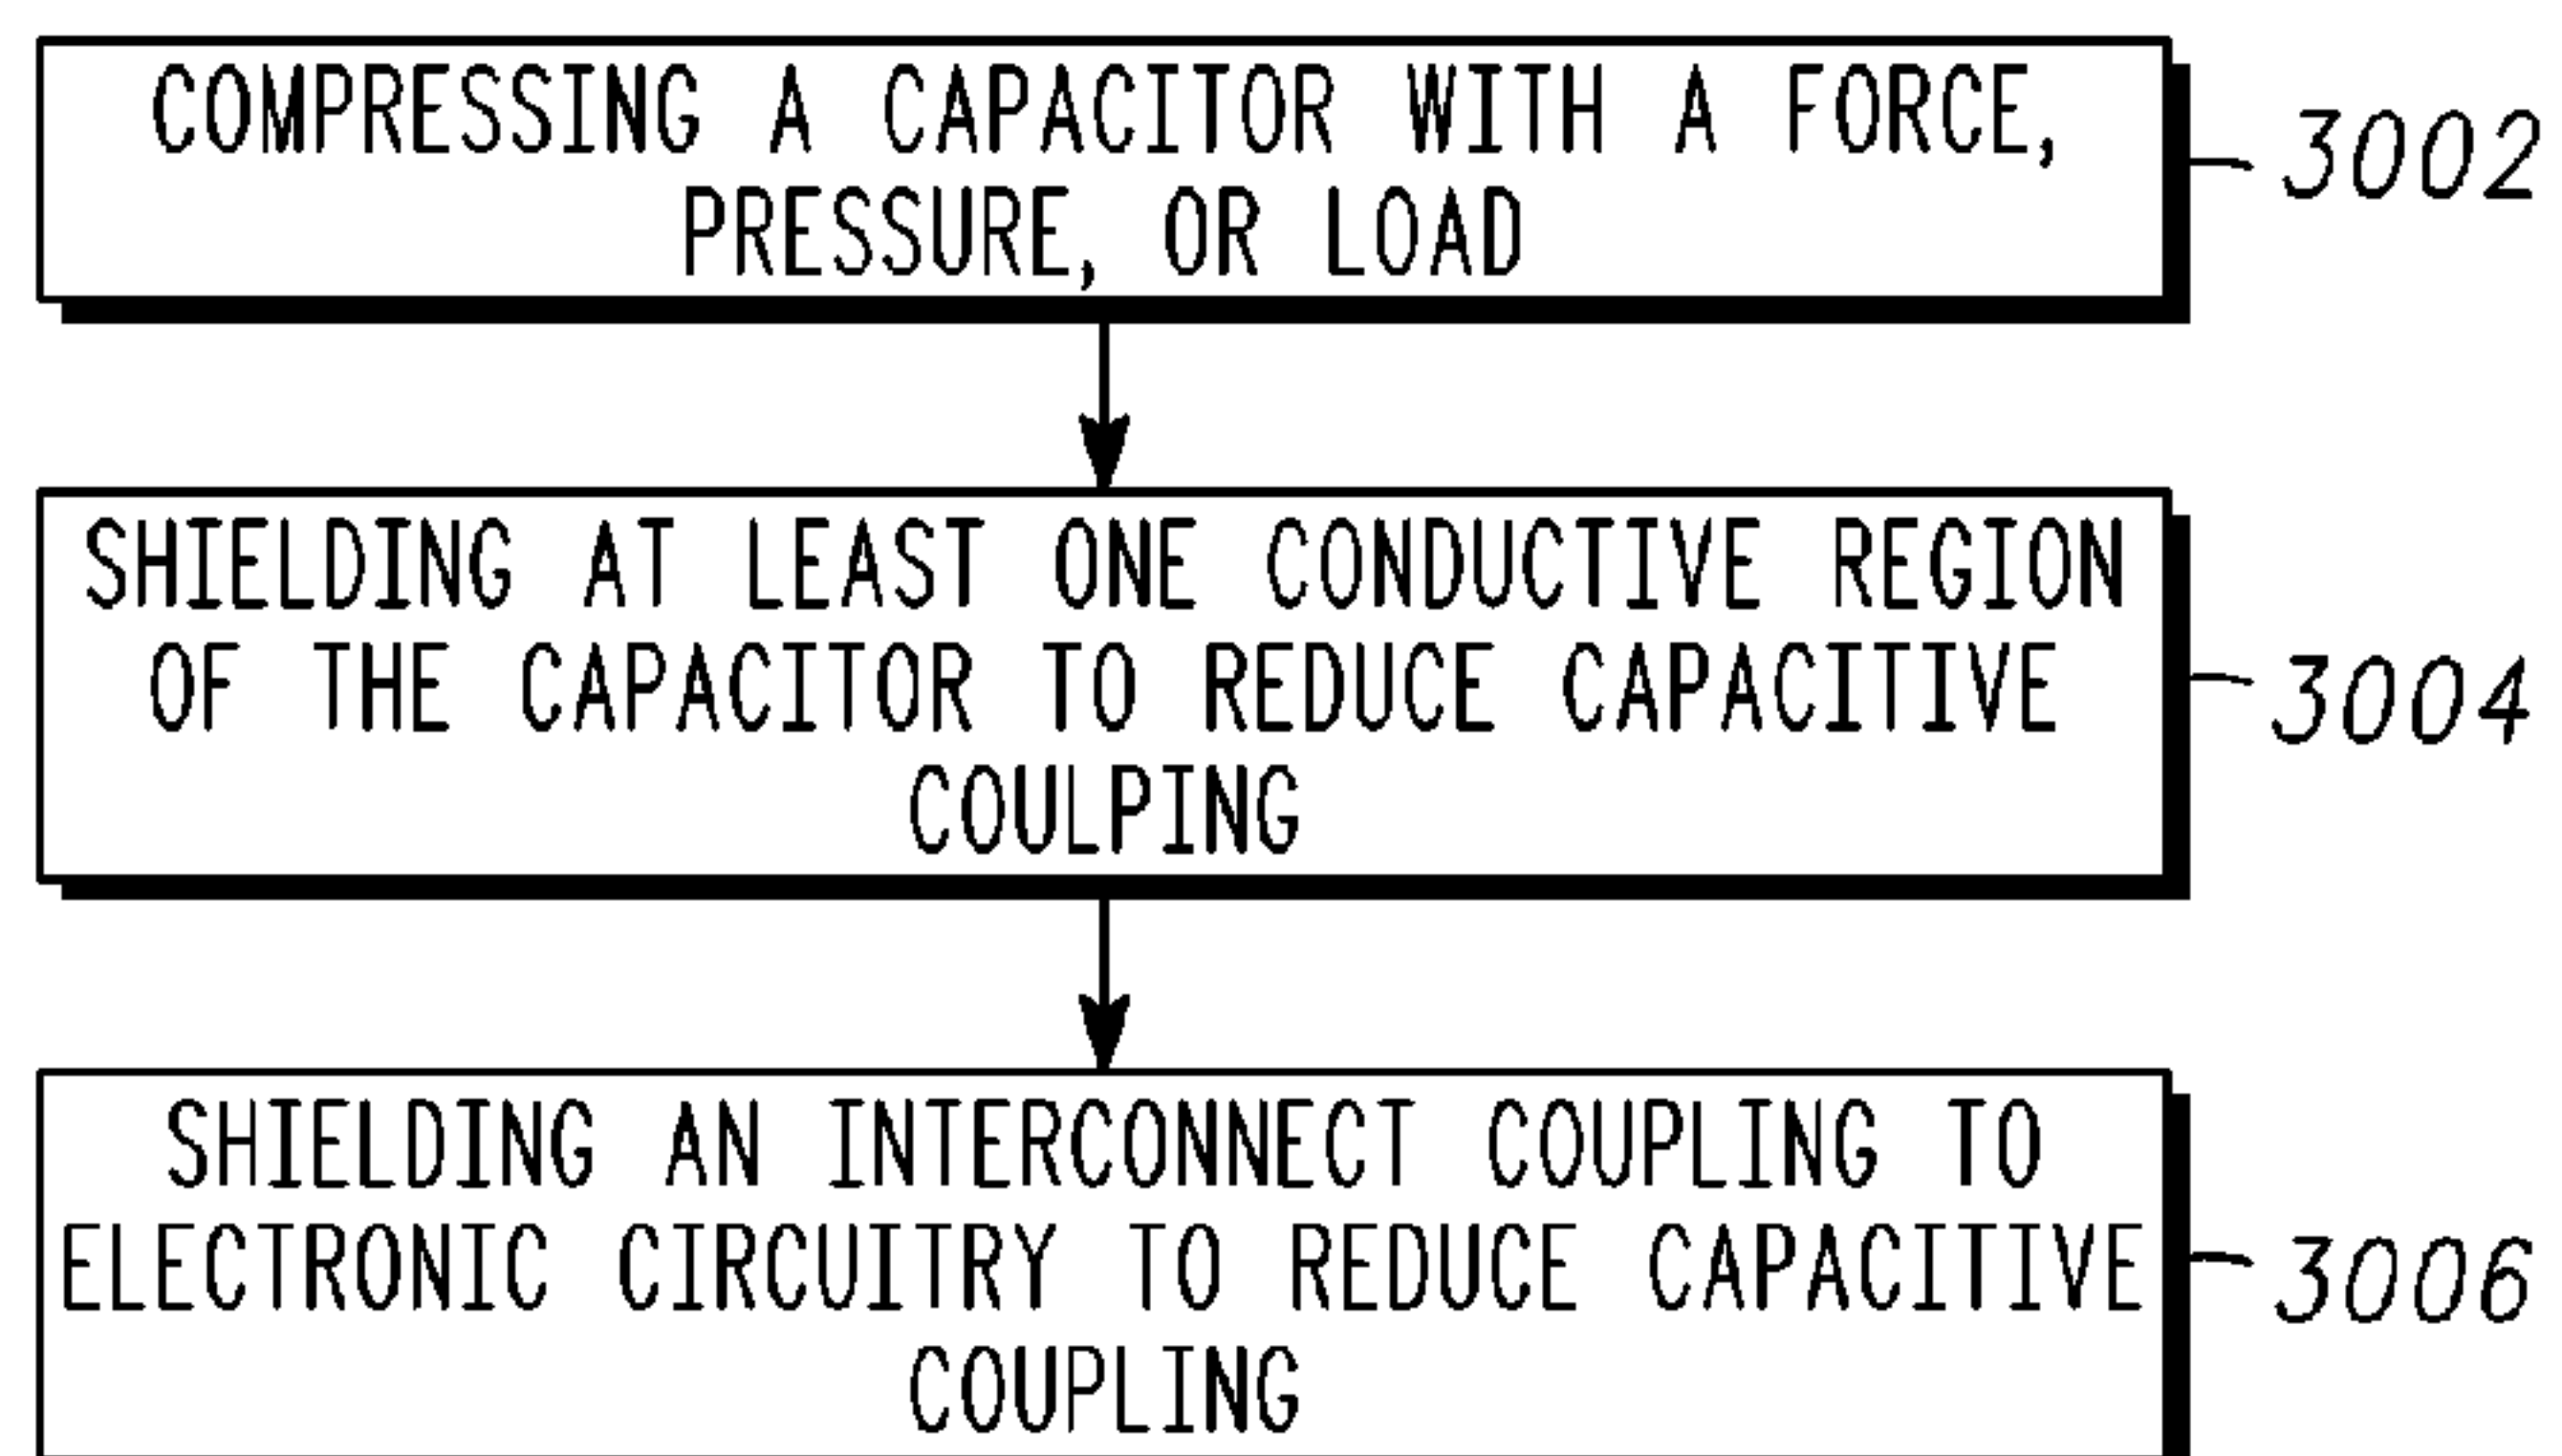 COMPRESSING A CAPACITOR WITH A FORCE,
PRESSURE, OR LOAD
3002
SHIELDING AT LEAST ONE CONDUCTIVE REGION
OF THE CAPACITOR TO REDUCE CAPACITIVE
COULPING
3004
SHIELDING AN INTERCONNECT COUPLING TO
ELECTRONIC CIRCUITRY TO REDUCE CAPACITIVE
COUPLING
3006